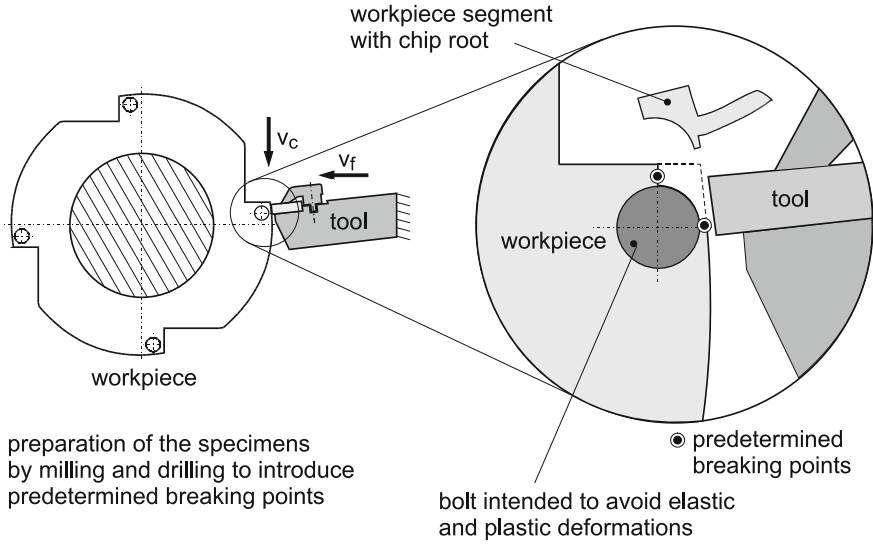 workpiece segment
with chip root
v_c
v_f
tool
workpiece
tool
workpiece
preparation of the specimens
by milling and drilling to introduce
predetermined breaking points
predetermined
breaking points
bolt intended to avoid elastic
and plastic deformations